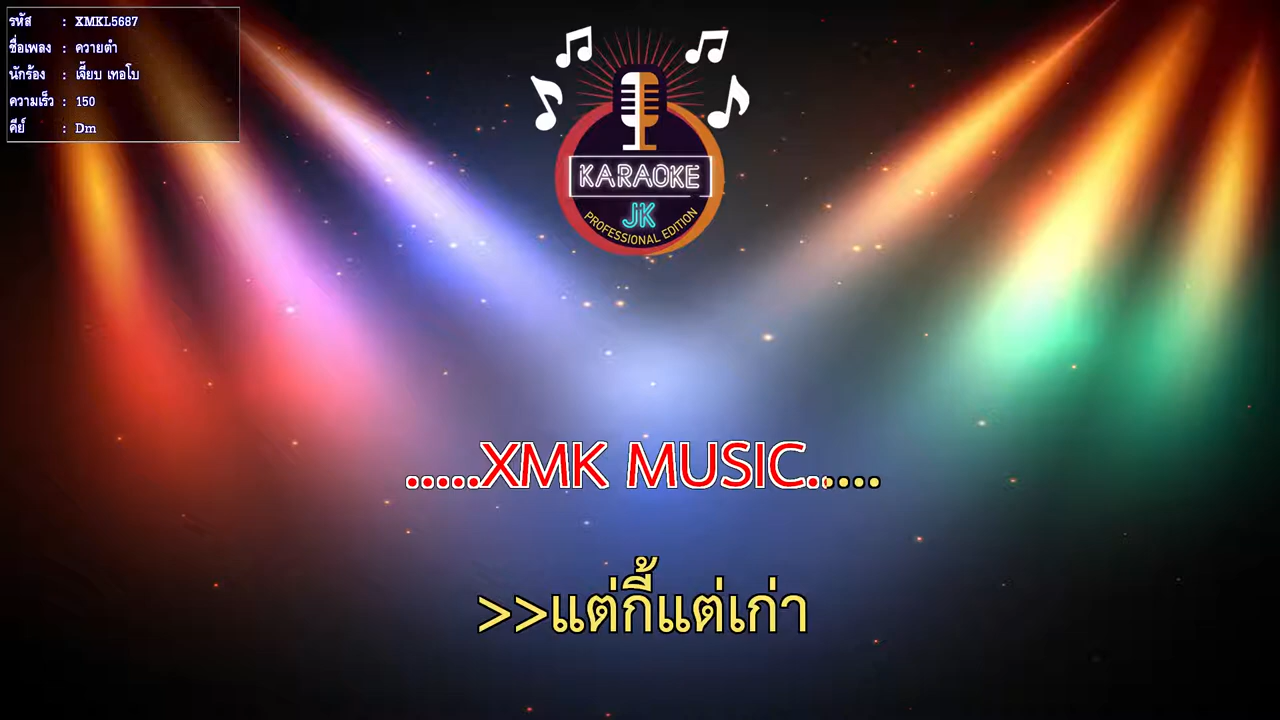 รหัส : XMKL5687
ชื่อเพลง : ควายตำ
นักร้อง : เจี๊ยบ เทอโบ
ความเร็ว : 150
คีย์ : Dm
KARAOKE
JK
PROFESSIONAL EDITION
.....XMK MUSIC.....
>>แต่กี้แต่เก่า